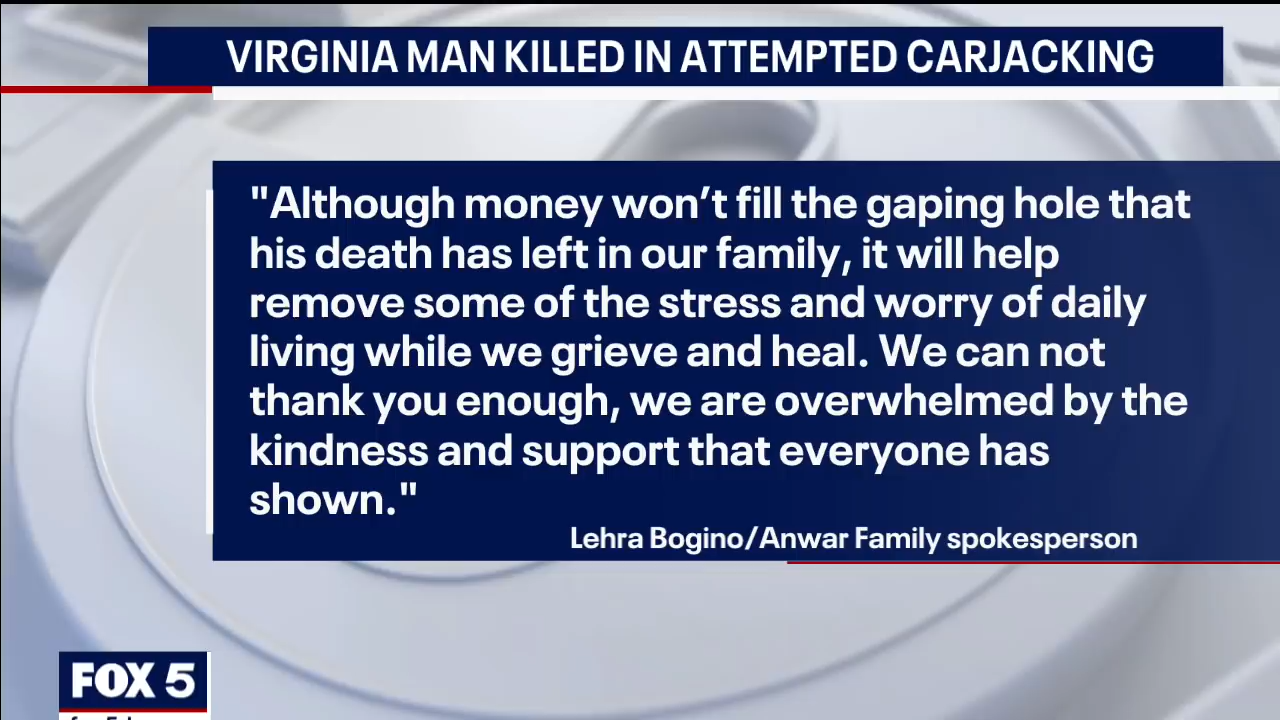 VIRGINIA MAN KILLED IN ATTEMPTED CARJACKING
"Although money won’t fill the gaping hole that
his death has left in our family, it will help
remove some of the stress and worry of daily
living while we grieve and heal. We can not
thank you enough, we are overwhelmed by the
kindness and support that everyone has
shown."
Lehra Bogino/Anwar Family spokesperson
FOX 5